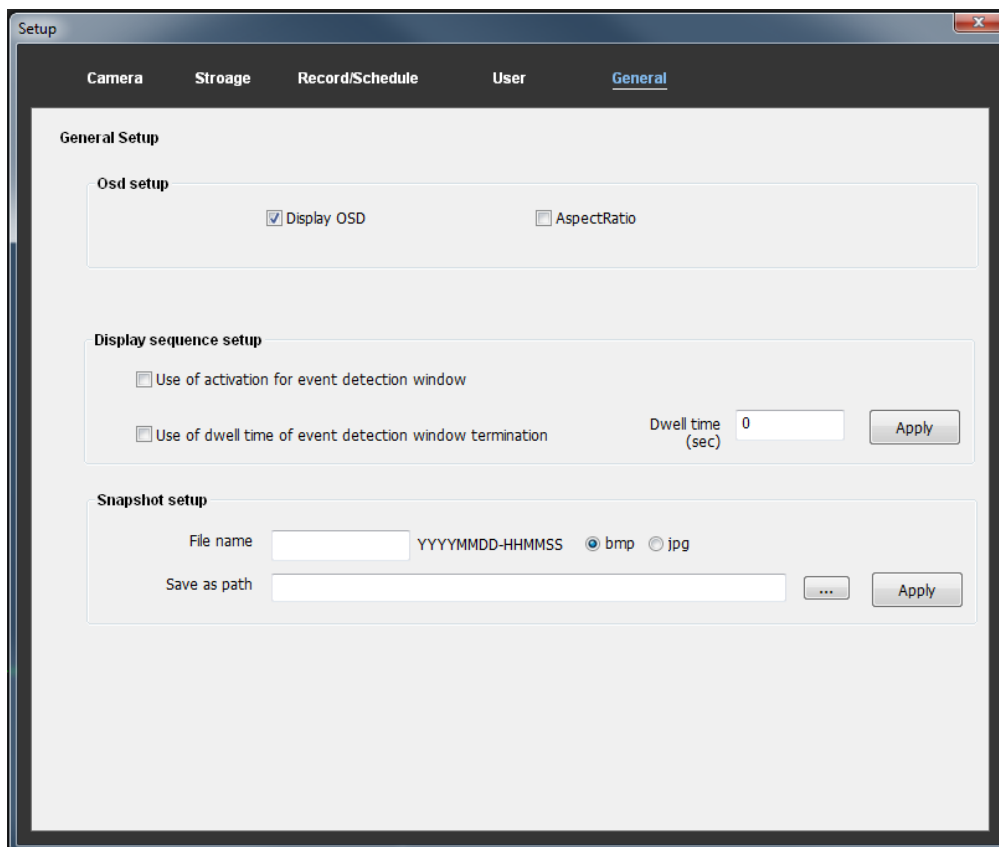 Setup
Camera Stroage Record/Schedule User General
General Setup
Osd setup
Display OSD AspectRatio
Display sequence setup
Use of activation for event detection window
Use of dwell time of event detection window termination
Dwell time
(sec)
0
Apply
Snapshot setup
File name YYYYMMDD-HHMMSS bmp jpg
Save as path ... Apply